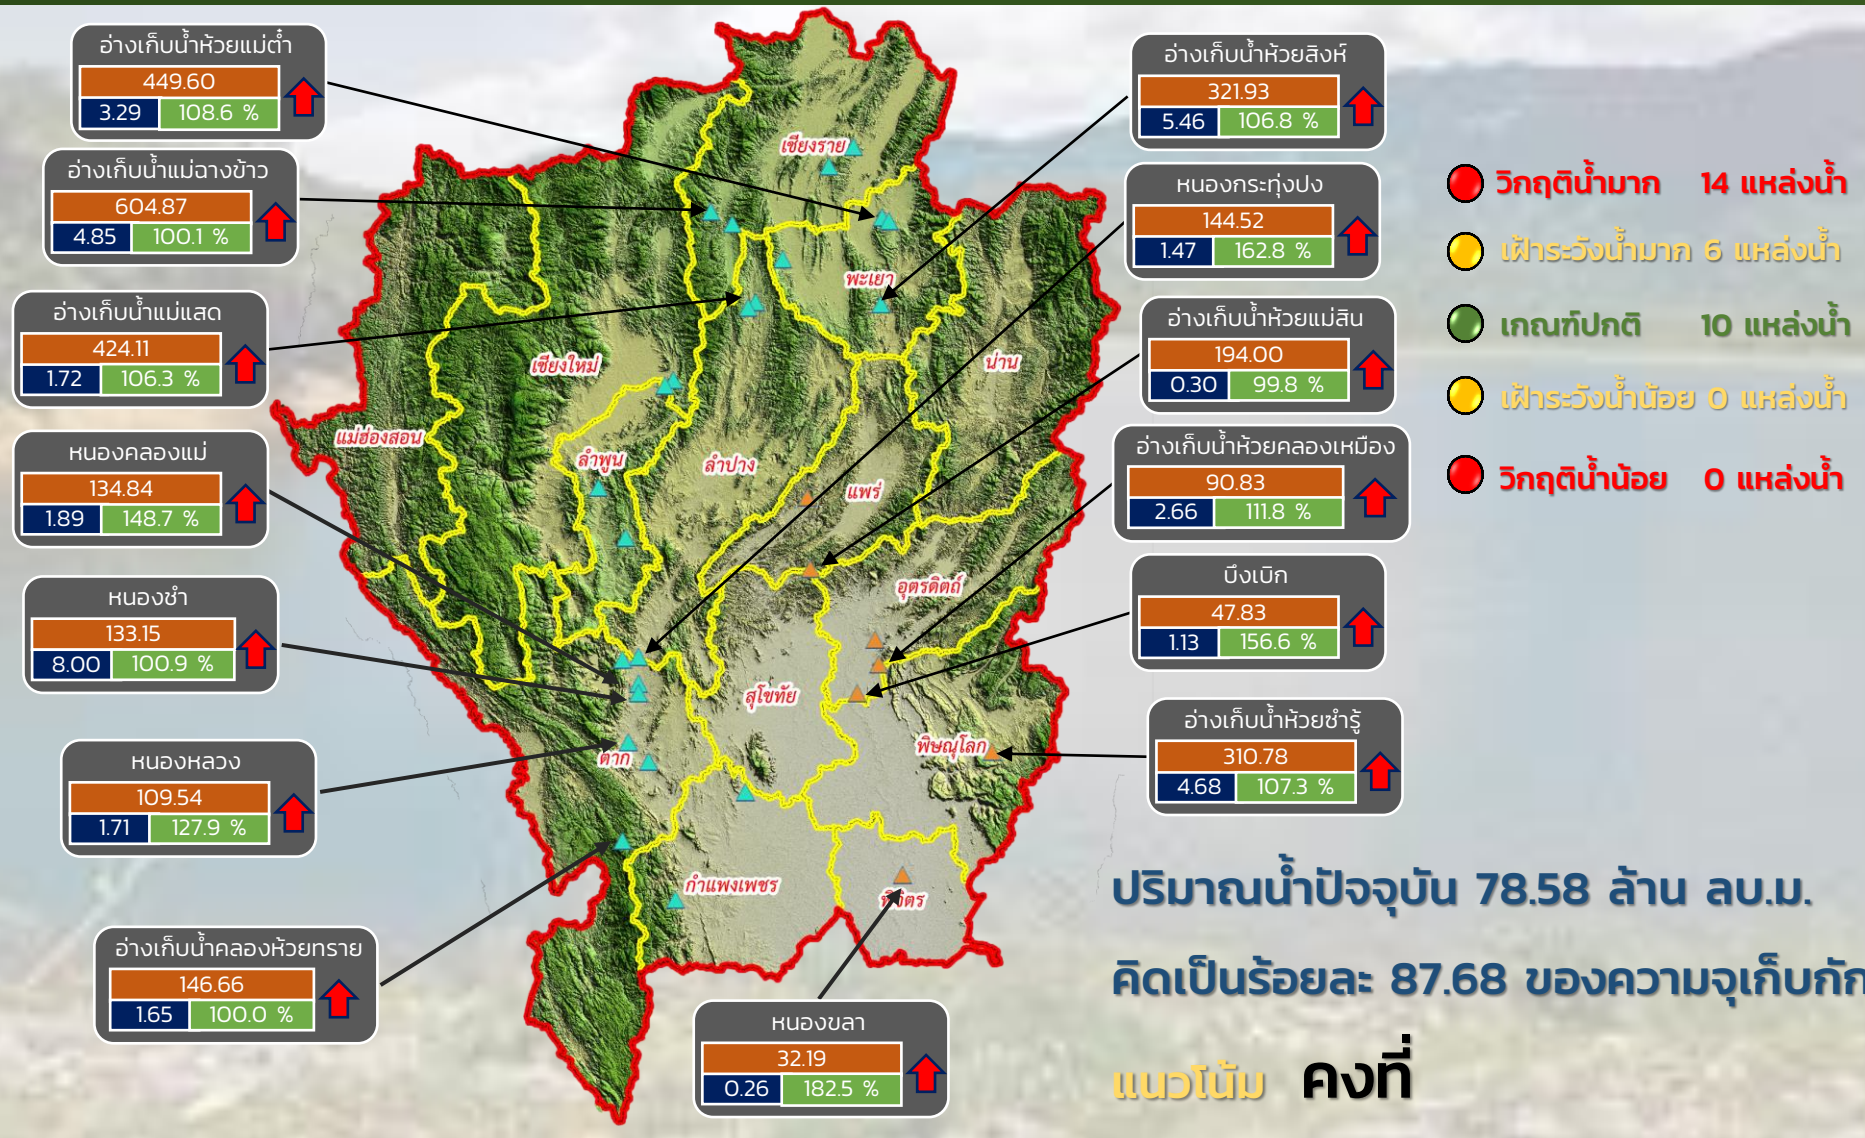 อ่างเก็บน้ำห้วยแม่ต๋ำ
449.60
3.29 108.6 %
อ่างเก็บน้ำแม่ฉางข้าว
604.87
4.85 100.1 %
อ่างเก็บน้ำแม่แสด
424.11
1.72 106.3 %
หนองคลองแม่
134.84
1.89 148.7 %
หนองชำ
133.15
8.00 100.9 %
หนองหลวง
109.54
1.71 127.9 %
อ่างเก็บน้ำคลองห้วยทราย
146.66
1.65 100.0 %
หนองขลา
32.19
0.26 182.5 %
เชียงราย
พะเยา
น่าน
เชียงใหม่
แม่ฮ่องสอน
ลำพูน
ลำปาง
แพร่
อุตรดิตถ์
สุโขทัย
ตาก
พิษณุโลก
กำแพงเพชร
พิจิตร
อ่างเก็บน้ำห้วยสิงห์
321.93
5.46 106.8 %
หนองกระทุ่งปง
144.52
1.47 162.8 %
อ่างเก็บน้ำห้วยแม่สิน
194.00
0.30 99.8 %
อ่างเก็บน้ำห้วยคลองเหมือง
90.83
2.66 111.8 %
บึงเบิก
47.83
1.13 156.6 %
อ่างเก็บน้ำห้วยซำรู้
310.78
4.68 107.3 %
วิกฤติน้ำมาก 14 แหล่งน้ำ
เฝ้าระวังน้ำมาก 6 แหล่งน้ำ
เกณฑ์ปกติ 10 แหล่งน้ำ
เฝ้าระวังน้ำน้อย 0 แหล่งน้ำ
วิกฤติน้ำน้อย 0 แหล่งน้ำ
ปริมาณน้ำปัจจุบัน 78.58 ล้าน ลบ.ม.
คิดเป็นร้อยละ 87.68 ของความจุเก็บกัก
แนวโน้ม คงที่